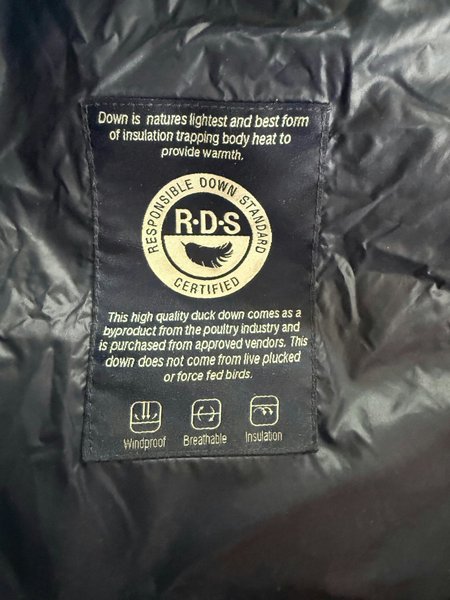 Down is natures lightest and best form
of insulation trapping body heat to
provide warmth.
RESPONSIBLE DOWN STANDARD
R·D·S
CERTIFIED
This high quality duck down comes as a
byproduct from the poultry industry and
is purchased from approved vendors. This
down does not come from live plucked
or force fed birds.
Windproof Breathable Insulation